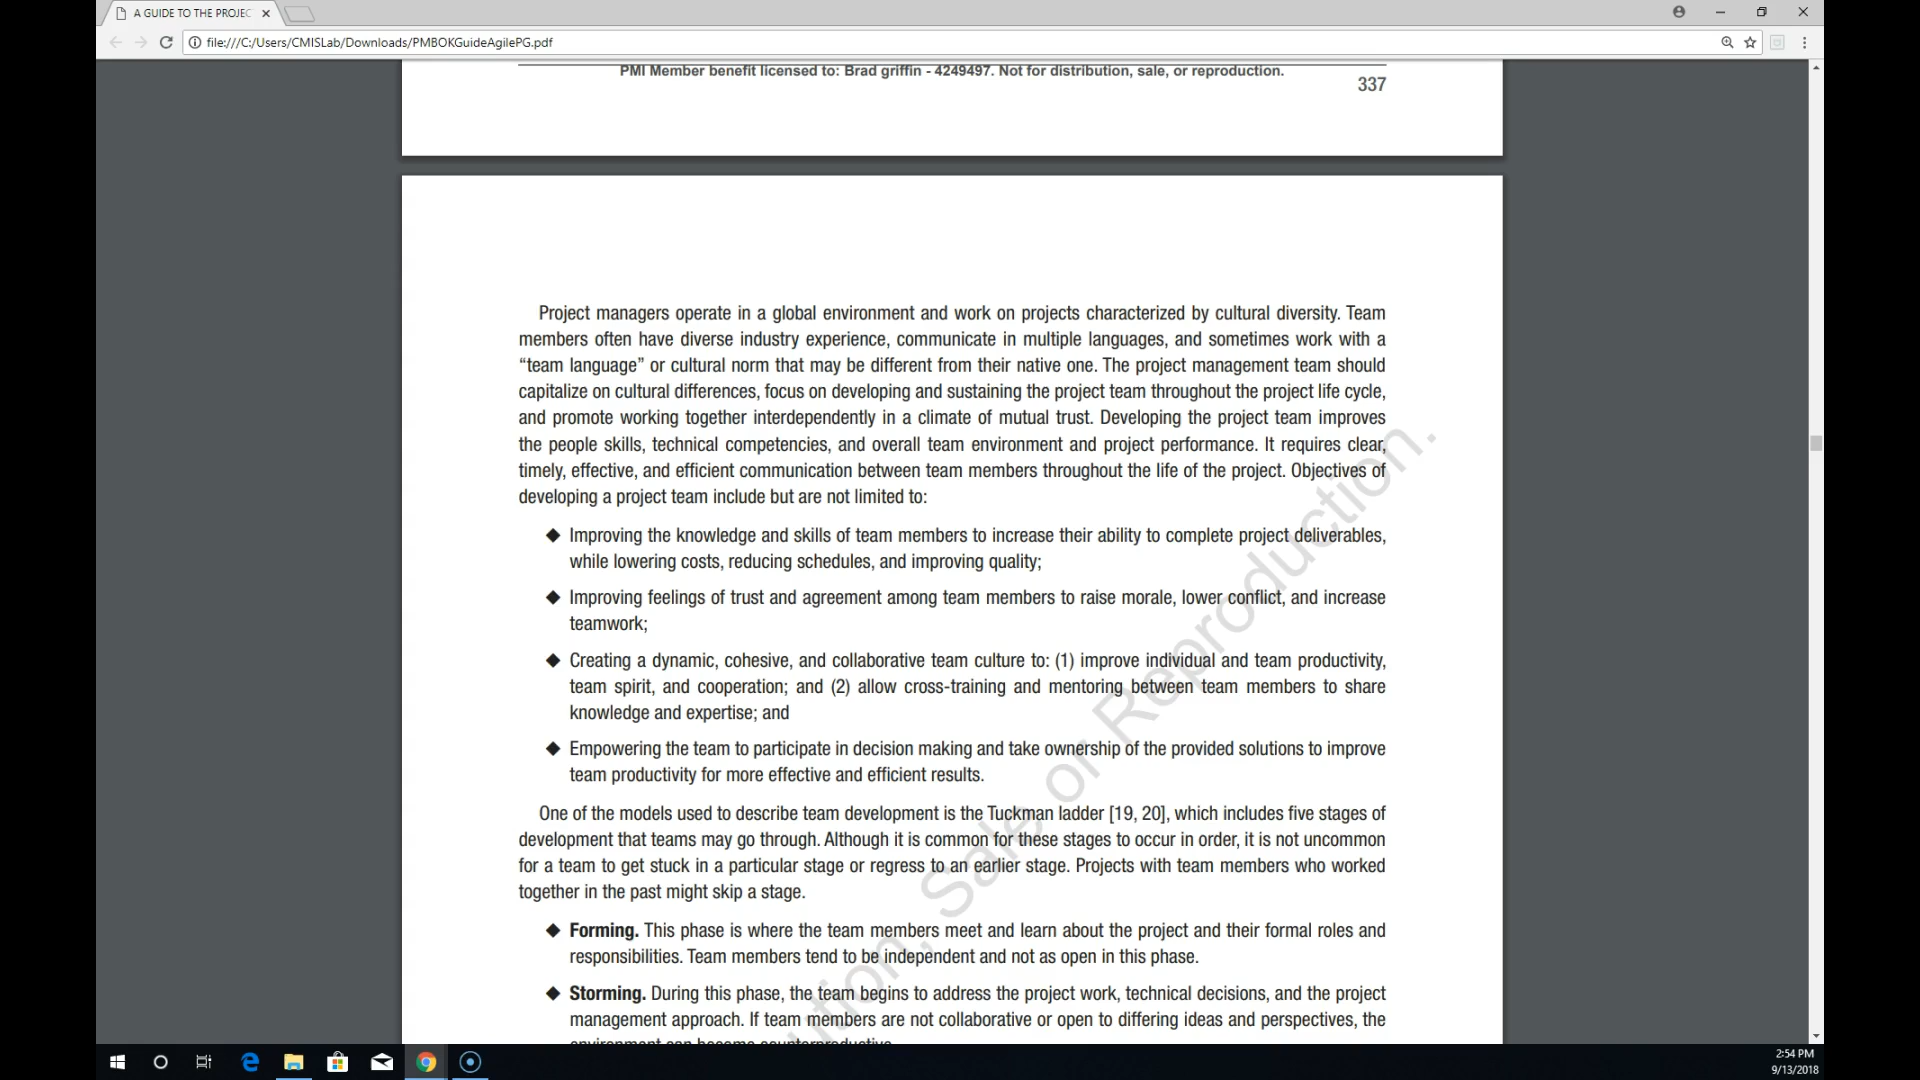 A GUIDE TO THE PROJEC
file:///C:/Users/CMISLab/Downloads/PMBOKGuideAgilePG.pdf
PMI Member benefit licensed to: Brad griffin - 4249497. Not for distribution, sale, or reproduction.
337
Project managers operate in a global environment and work on projects characterized by cultural diversity. Team
members often have diverse industry experience, communicate in multiple languages, and sometimes work with a
“team language” or cultural norm that may be different from their native one. The project management team should
capitalize on cultural differences, focus on developing and sustaining the project team throughout the project life cycle,
and promote working together interdependently in a climate of mutual trust. Developing the project team improves
the people skills, technical competencies, and overall team environment and project performance. It requires clear,
timely, effective, and efficient communication between team members throughout the life of the project. Objectives of
developing a project team include but are not limited to:
◆ Improving the knowledge and skills of team members to increase their ability to complete project deliverables,
while lowering costs, reducing schedules, and improving quality;
◆ Improving feelings of trust and agreement among team members to raise morale, lower conflict, and increase
teamwork;
◆ Creating a dynamic, cohesive, and collaborative team culture to: (1) improve individual and team productivity,
team spirit, and cooperation; and (2) allow cross-training and mentoring between team members to share
knowledge and expertise; and
◆ Empowering the team to participate in decision making and take ownership of the provided solutions to improve
team productivity for more effective and efficient results.
One of the models used to describe team development is the Tuckman ladder [19, 20], which includes five stages of
development that teams may go through. Although it is common for these stages to occur in order, it is not uncommon
for a team to get stuck in a particular stage or regress to an earlier stage. Projects with team members who worked
together in the past might skip a stage.
◆ Forming. This phase is where the team members meet and learn about the project and their formal roles and
responsibilities. Team members tend to be independent and not as open in this phase.
◆ Storming. During this phase, the team begins to address the project work, technical decisions, and the project
management approach. If team members are not collaborative or open to differing ideas and perspectives, the
environment can become counterproductive.
ution, Sale or Reproduction.
2:54 PM
9/13/2018